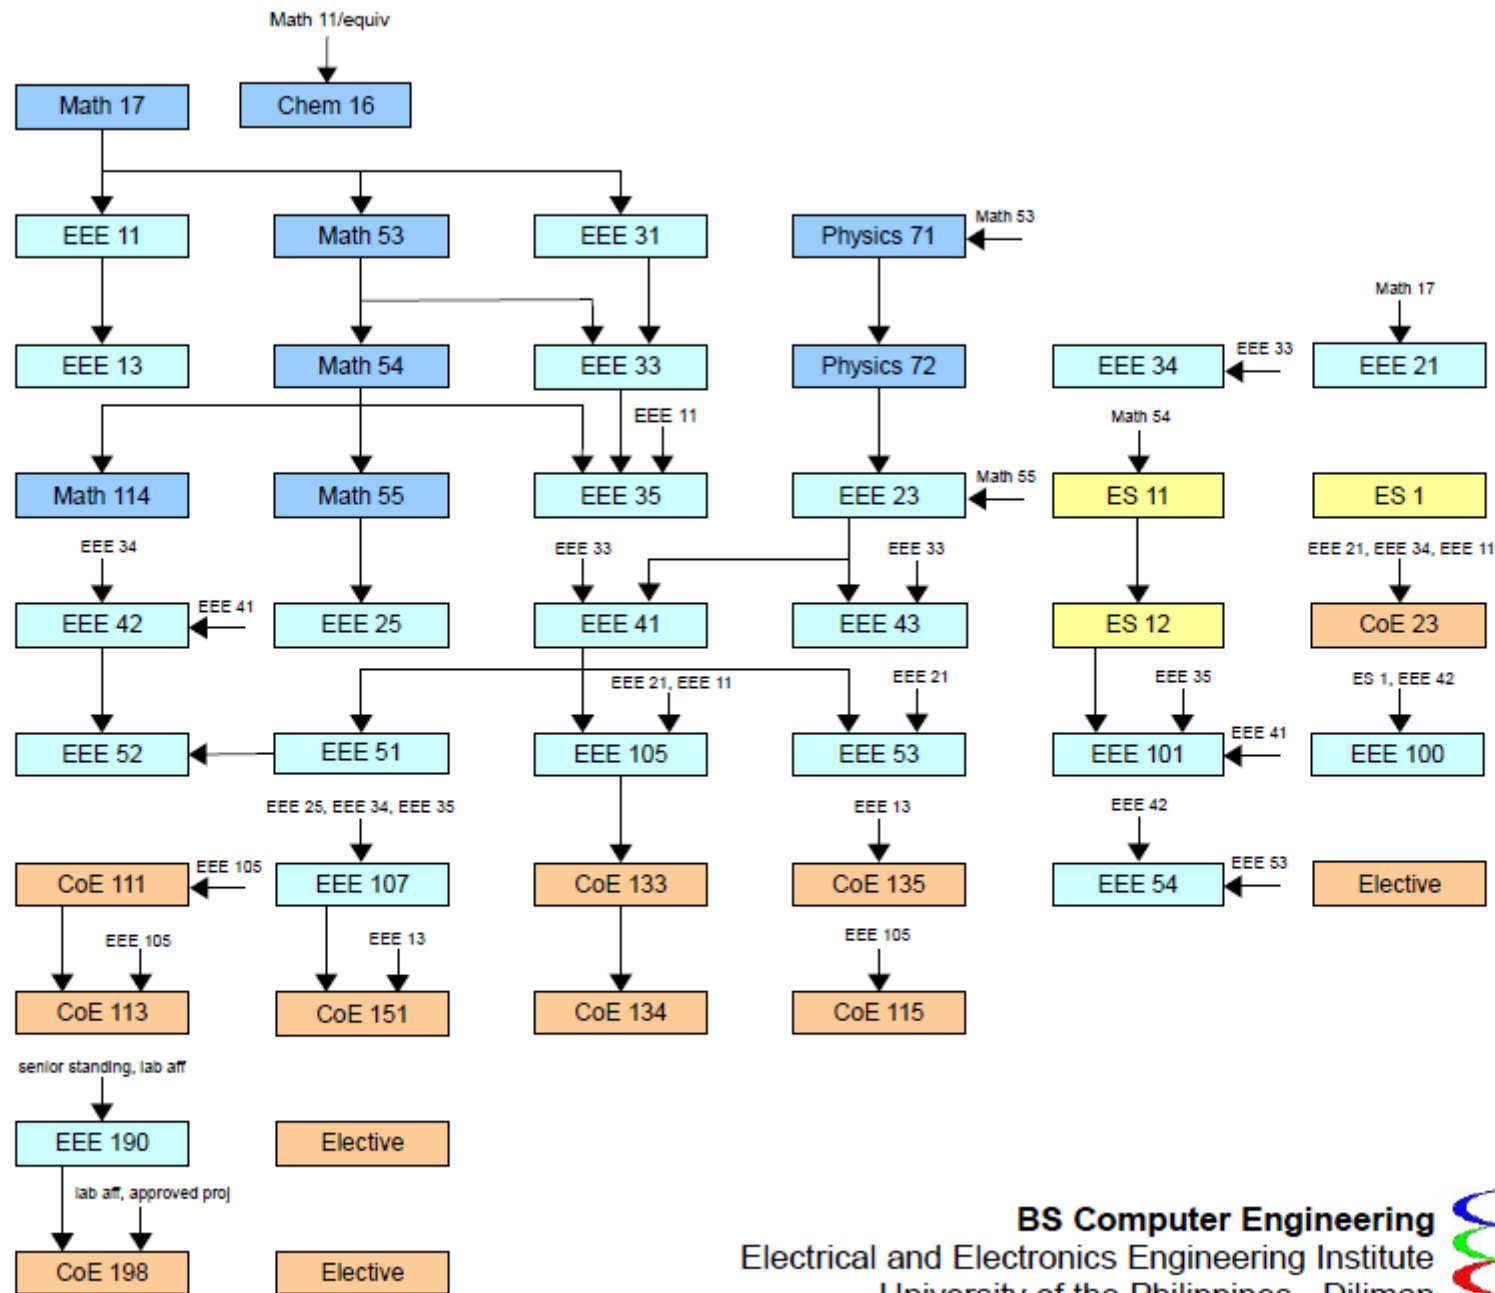 Math 11/equiv
Math 17
Chem 16
EEE 11
Math 53
EEE 31
Physics 71
Math 53
Math 17
EEE 13
Math 54
EEE 33
Physics 72
EEE 34
EEE 33
EEE 21
EEE 11
Math 54
Math 114
Math 55
EEE 35
EEE 23
Math 55
ES 11
ES 1
EEE 34
EEE 33
EEE 33
EEE 21, EEE 34, EEE 11
EEE 42
EEE 41
EEE 25
EEE 41
EEE 43
ES 12
CoE 23
EEE 21, EEE 11
EEE 21
EEE 35
ES 1, EEE 42
EEE 52
EEE 51
EEE 105
EEE 53
EEE 101
EEE 41
EEE 100
EEE 25, EEE 34, EEE 35
EEE 13
EEE 42
CoE 111
EEE 105
EEE 107
CoE 133
CoE 135
EEE 54
EEE 53
Elective
EEE 105
EEE 13
EEE 105
CoE 113
CoE 151
CoE 134
CoE 115
senior standing, lab aff
EEE 190
Elective
lab aff, approved proj
CoE 198
Elective
BS Computer Engineering
Electrical and Electronics Engineering Institute
University of the Philippines - Diliman